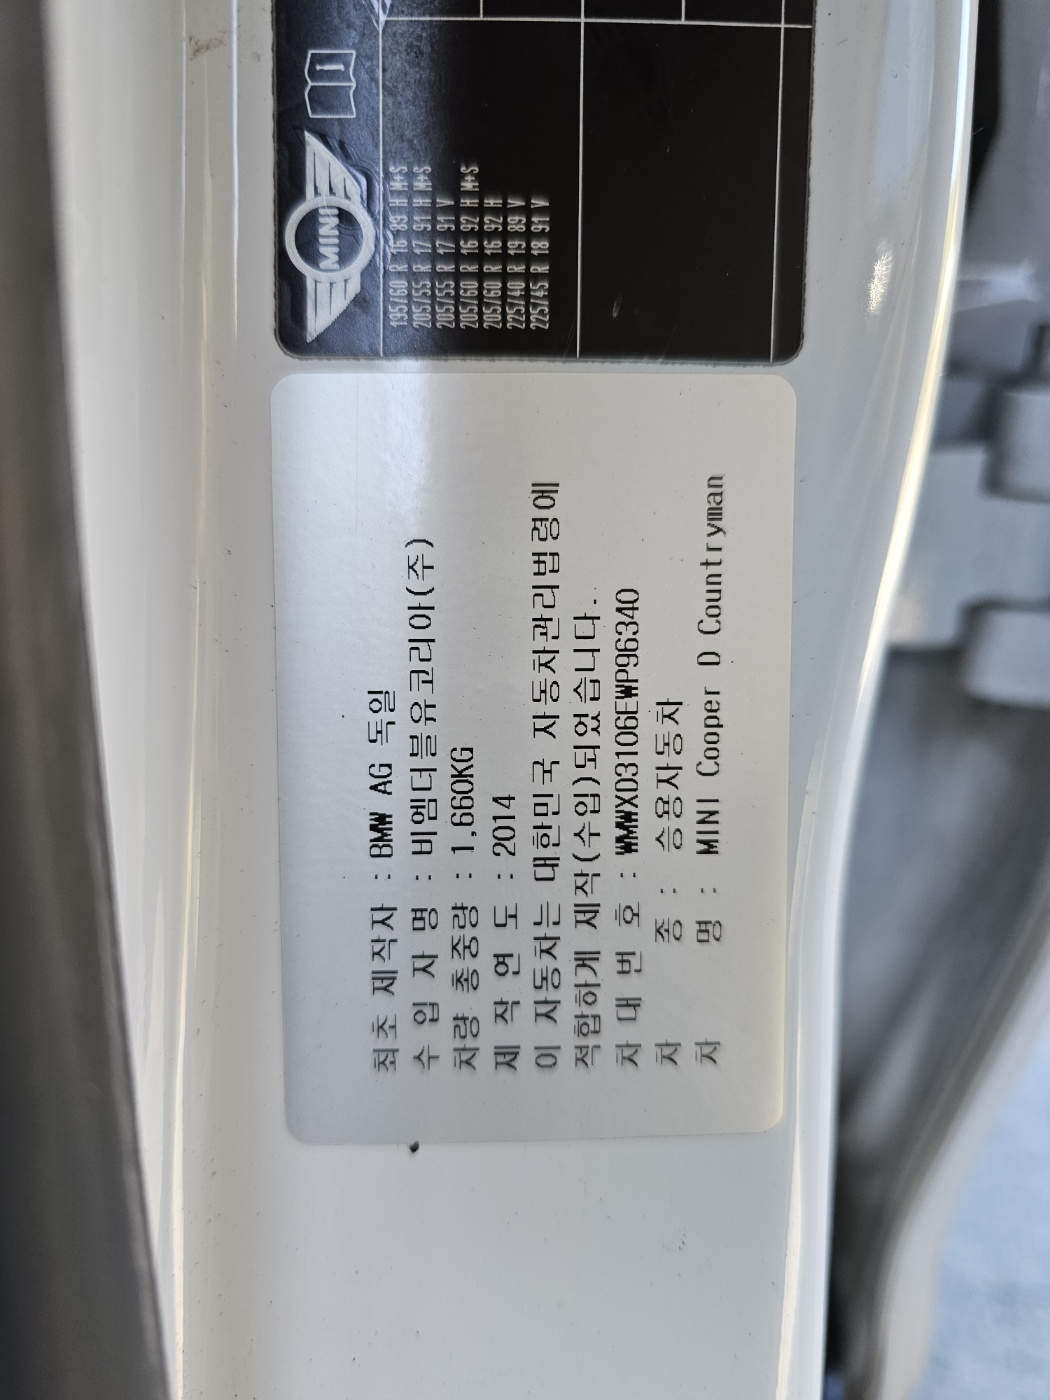 최초 제작자 : BMW AG 독일
수 입 자 명 : 비엠더블유코리아(주)
차량 총중량 : 1,660KG
제 작 연 도 : 2014
이 자동차는 대한민국 자동차관리법령에
적합하게 제작(수입)되었습니다.
차 대 번 호 : WMWXD3106EWP96340
차 종 : 승용자동차
차 명 : MINI Cooper D Countryman
MINI
195/60 R 16 89 H M+S
205/55 R 17 91 H M+S
205/55 R 17 91 V
205/60 R 16 92 H M+S
205/60 R 16 92 H
225/40 R 19 89 V
225/45 R 18 91 V